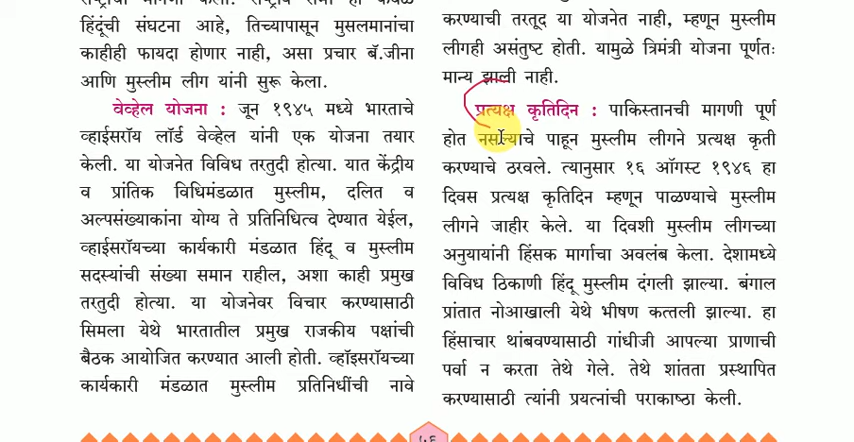 हिंदूंची संघटना आहे, तिच्यापासून मुसलमानांचा
काहीही फायदा होणार नाही, असा प्रचार बॅ.जीना
आणि मुस्लीम लीग यांनी सुरू केला.
वेव्हेल योजना : जून १९४५ मध्ये भारताचे
व्हाईसरॉय लॉर्ड वेव्हेल यांनी एक योजना तयार
केली. या योजनेत विविध तरतुदी होत्या. यात केंद्रीय
व प्रांतिक विधिमंडळात मुस्लीम, दलित व
अल्पसंख्याकांना योग्य ते प्रतिनिधित्व देण्यात येईल,
व्हाईसरॉयच्या कार्यकारी मंडळात हिंदू व मुस्लीम
सदस्यांची संख्या समान राहील, अशा काही प्रमुख
तरतुदी होत्या. या योजनेवर विचार करण्यासाठी
सिमला येथे भारतातील प्रमुख राजकीय पक्षांची
बैठक आयोजित करण्यात आली होती. व्हॉइसरॉयच्या
कार्यकारी मंडळात मुस्लीम प्रतिनिधींची नावे
करण्याची तरतूद या योजनेत नाही, म्हणून मुस्लीम
लीगही असंतुष्ट होती. यामुळे त्रिमंत्री योजना पूर्णतः
मान्य झाली नाही.
प्रत्यक्ष कृतिदिन : पाकिस्तानची मागणी पूर्ण
होत नसल्याचे पाहून मुस्लीम लीगने प्रत्यक्ष कृती
करण्याचे ठरवले. त्यानुसार १६ ऑगस्ट १९४६ हा
दिवस प्रत्यक्ष कृतिदिन म्हणून पाळण्याचे मुस्लीम
लीगने जाहीर केले. या दिवशी मुस्लीम लीगच्या
अनुयायांनी हिंसक मार्गाचा अवलंब केला. देशामध्ये
विविध ठिकाणी हिंदू मुस्लीम दंगली झाल्या. बंगाल
प्रांतात नोआखाली येथे भीषण कत्तली झाल्या. हा
हिंसाचार थांबवण्यासाठी गांधीजी आपल्या प्राणाची
पर्वा न करता तेथे गेले. तेथे शांतता प्रस्थापित
करण्यासाठी त्यांनी प्रयत्नांची पराकाष्ठा केली.